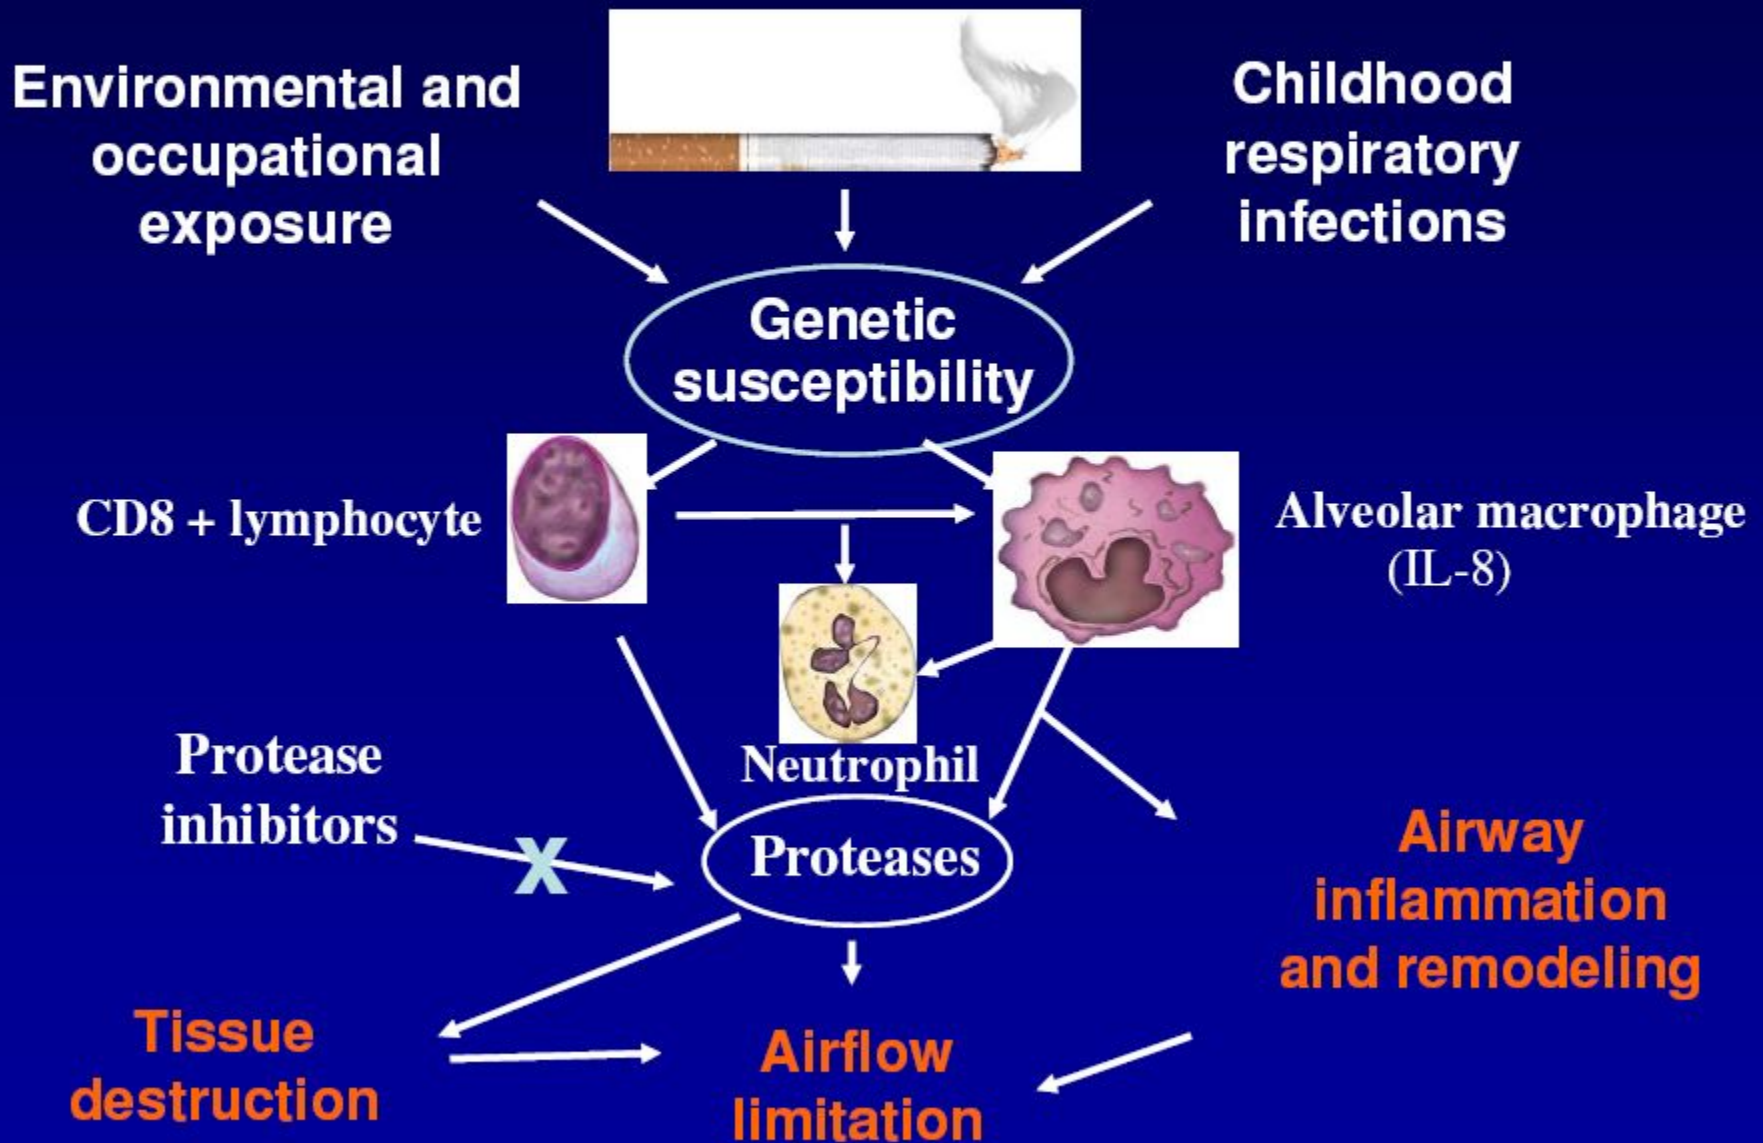 Environmental and
occupational
exposure
Childhood
respiratory
infections
Genetic
susceptibility
CD8 + lymphocyte
Alveolar macrophage
(IL-8)
Neutrophil
Protease
inhibitors
X
Proteases
Airway
inflammation
and remodeling
Tissue
destruction
Airflow
limitation